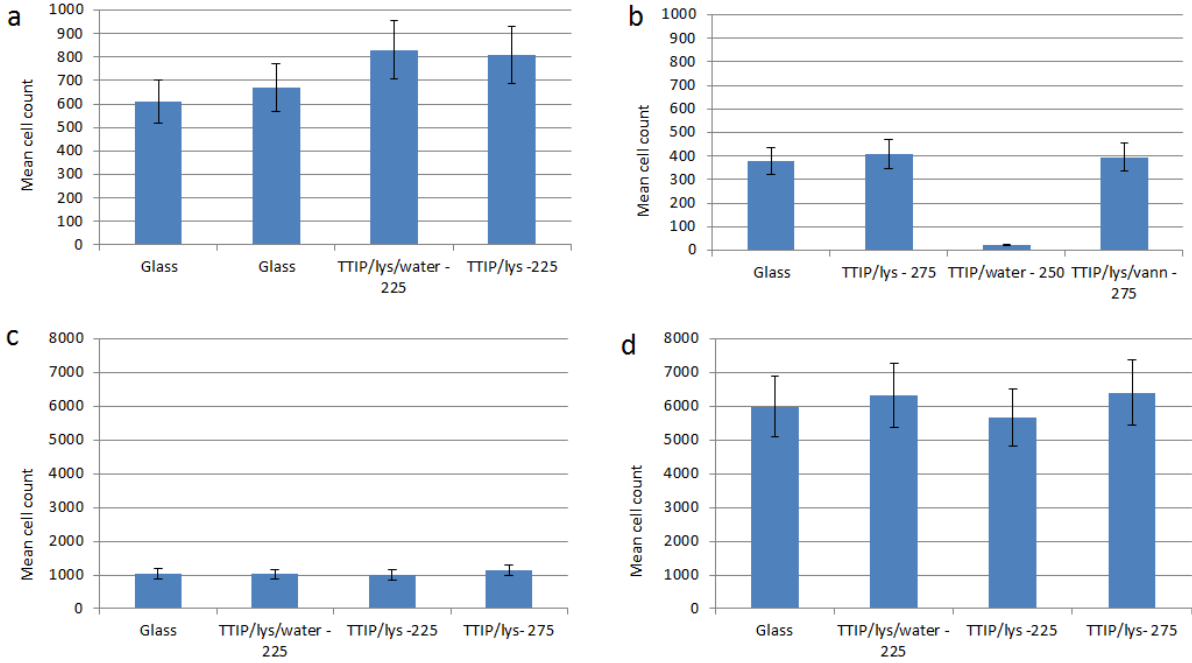 a
Mean cell count
1000
900
800
700
600
500
400
300
200
100
0
Glass
Glass
TTIP/lys/water -
225
TTIP/lys -225
b
Mean cell count
1000
900
800
700
600
500
400
300
200
100
0
Glass
TTIP/lys - 275
TTIP/water - 250
TTIP/lys/vann -
275
c
Mean cell count
8000
7000
6000
5000
4000
3000
2000
1000
0
Glass
TTIP/lys/water -
225
TTIP/lys -225
TTIP/lys- 275
d
Mean cell count
8000
7000
6000
5000
4000
3000
2000
1000
0
Glass
TTIP/lys/water -
225
TTIP/lys -225
TTIP/lys- 275